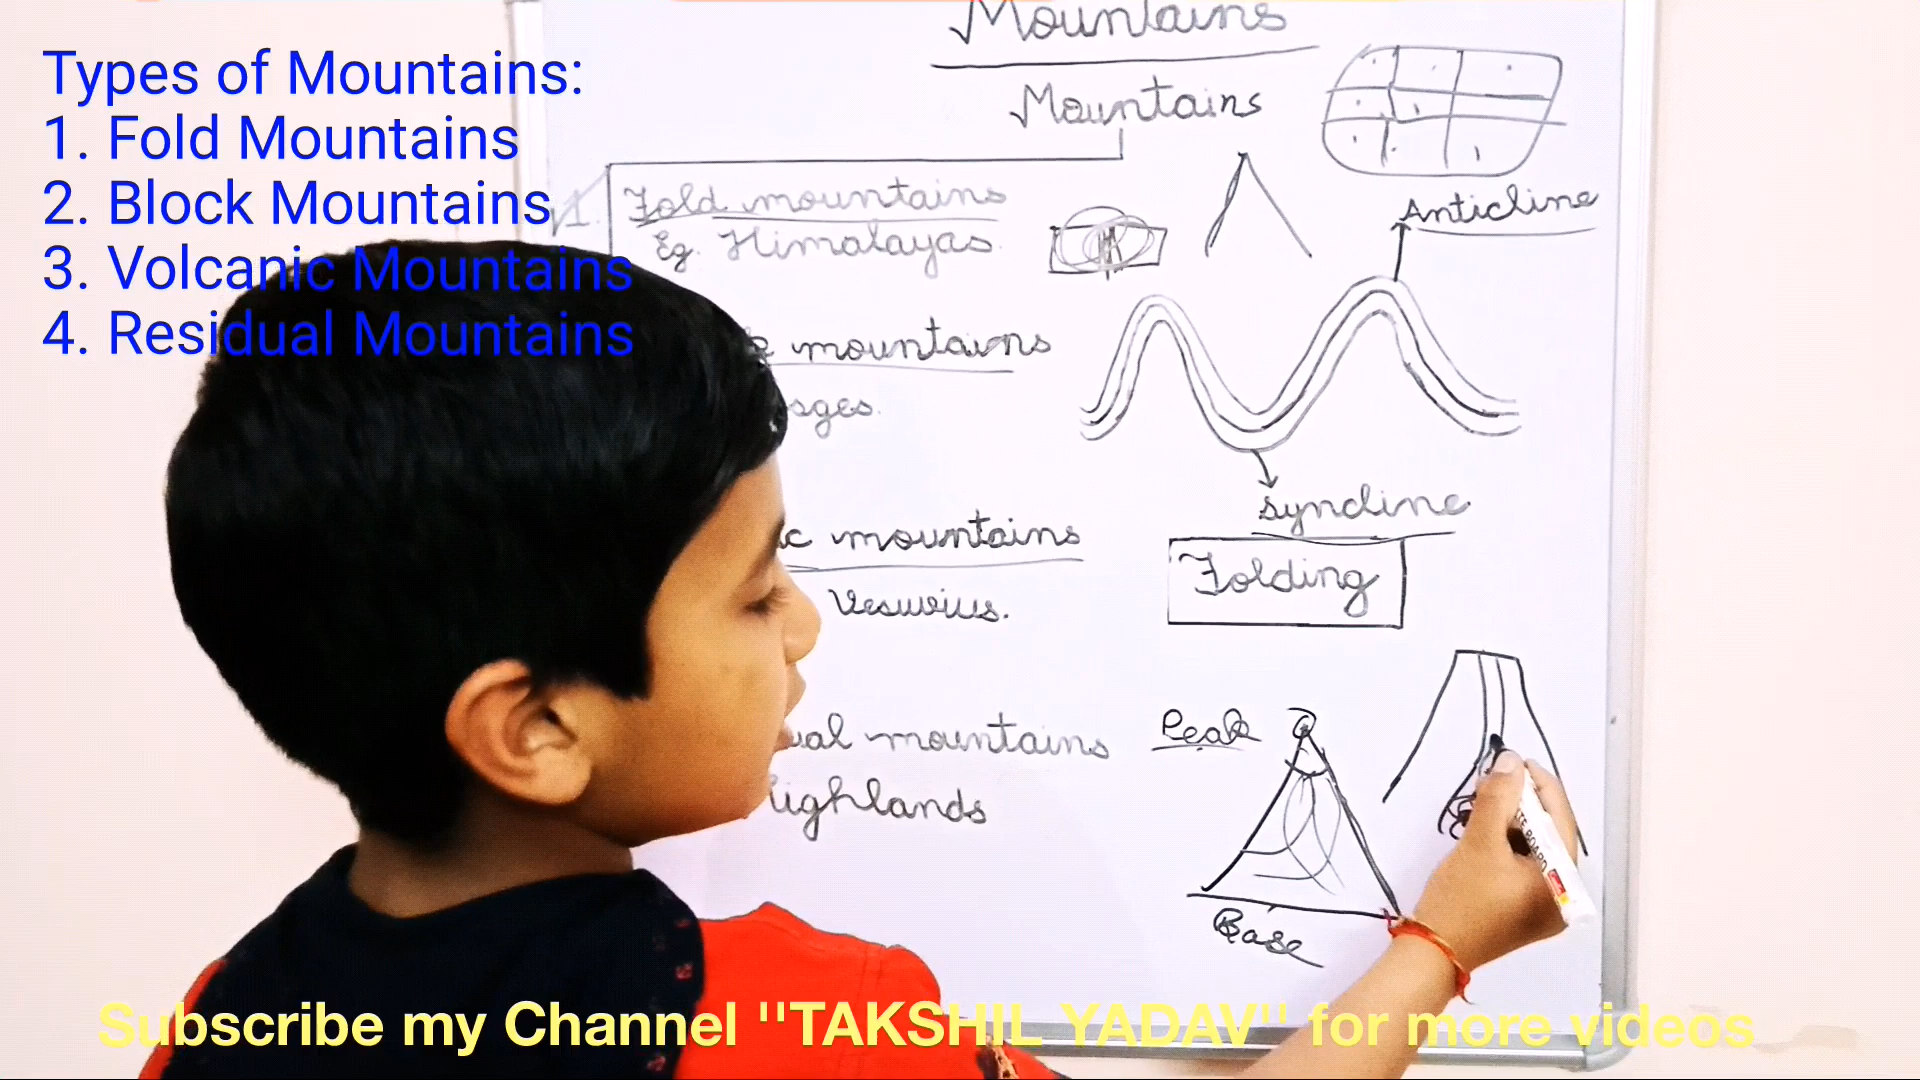 Types of Mountains:
1. Fold Mountains
2. Block Mountains
3. Volcanic Mountains
4. Residual Mountains
Mountains
Mountains
1. Fold mountains
Eg. Himalayas.
Anticline
mountains
mountains
Vesuvius.
syncline
Folding
mountains
Peak
Base
Subscribe my Channel ''TAKSHIL YADAV'' for more videos